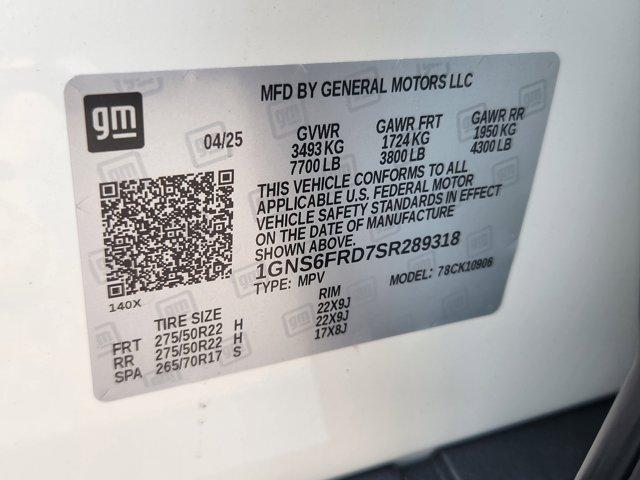 gm
MFD BY GENERAL MOTORS LLC
04/25
GVWR GAWR FRT GAWR RR
3493 KG 1724 KG 1950 KG
7700 LB 3800 LB 4300 LB
THIS VEHICLE CONFORMS TO ALL
APPLICABLE U.S. FEDERAL MOTOR
VEHICLE SAFETY STANDARDS IN EFFECT
ON THE DATE OF MANUFACTURE
SHOWN ABOVE.
1GNS6FRD7SR289318
TYPE: MPV MODEL: 78CK10906
140X
TIRE SIZE RIM
FRT 275/50R22 H 22X9J
RR 275/50R22 H 22X9J
SPA 265/70R17 S 17X8J